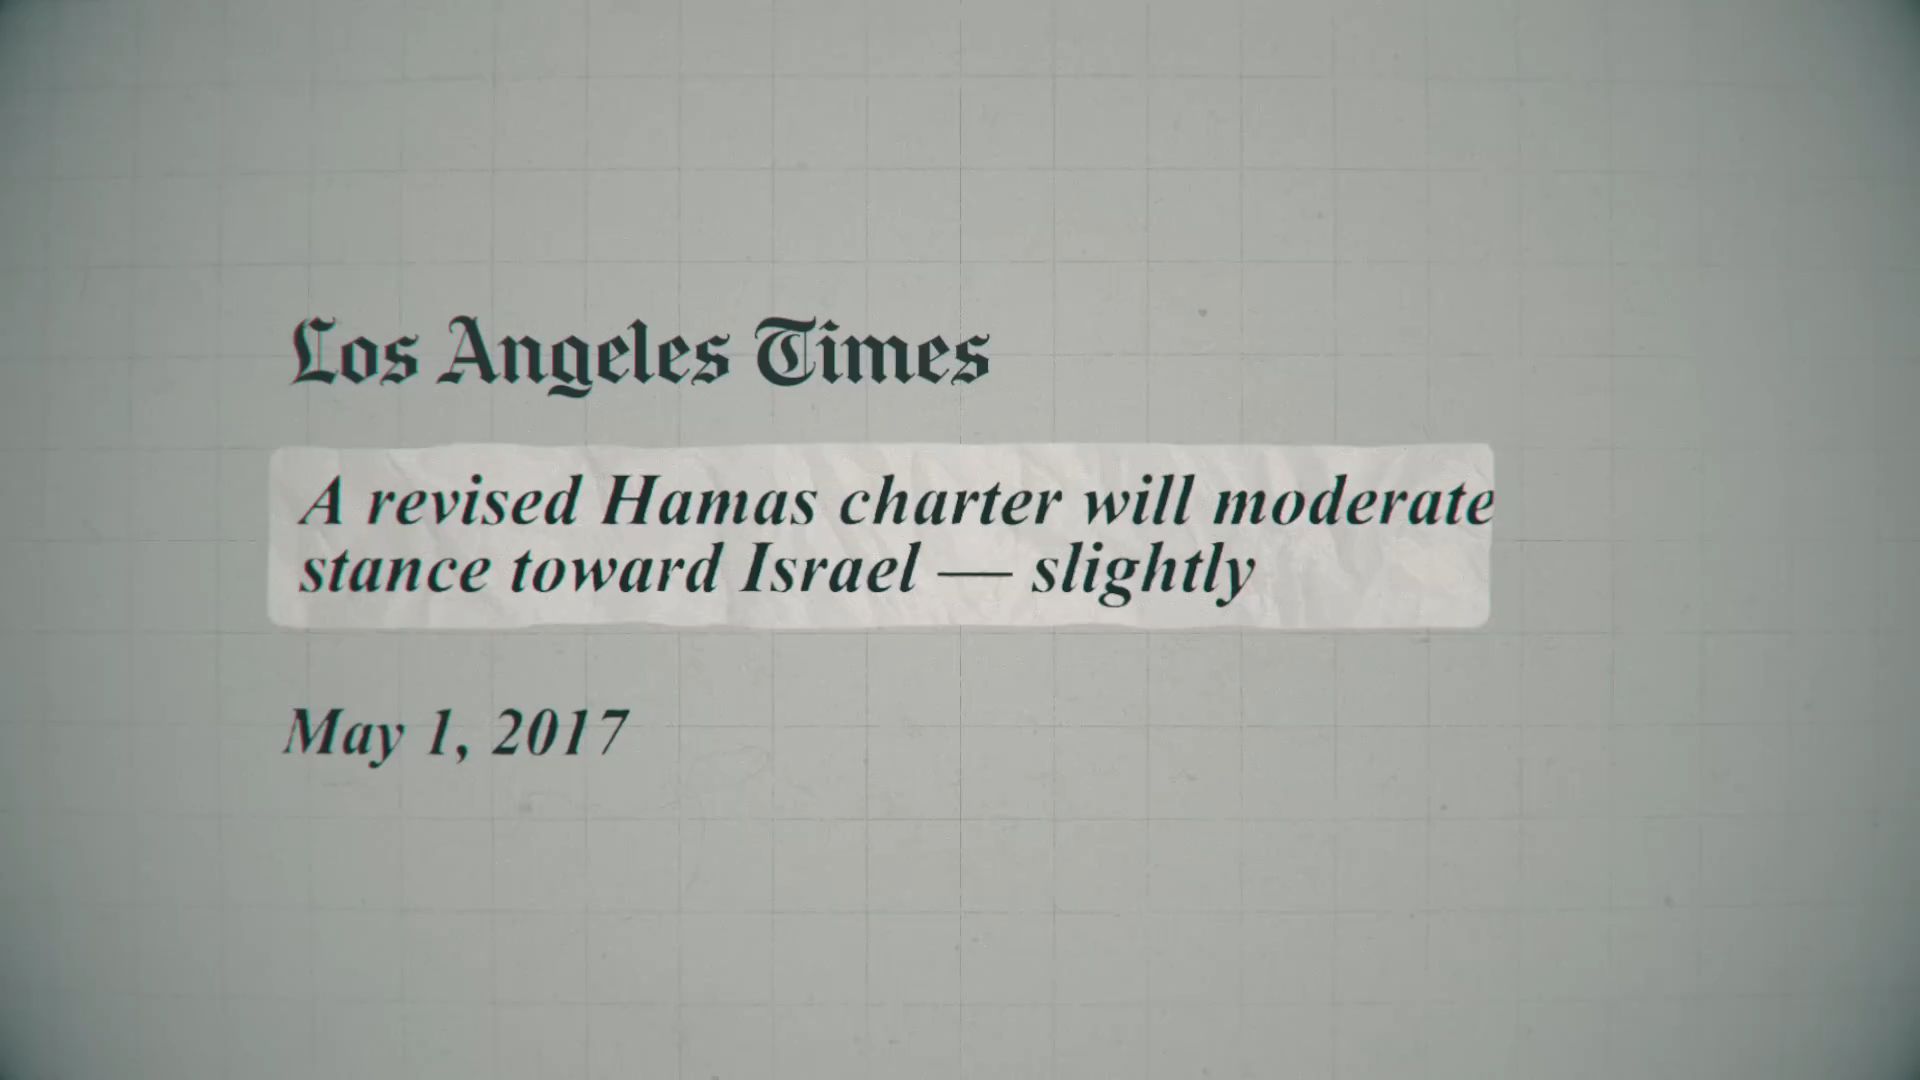 Los Angeles Times
A revised Hamas charter will moderate
stance toward Israel — slightly
May 1, 2017